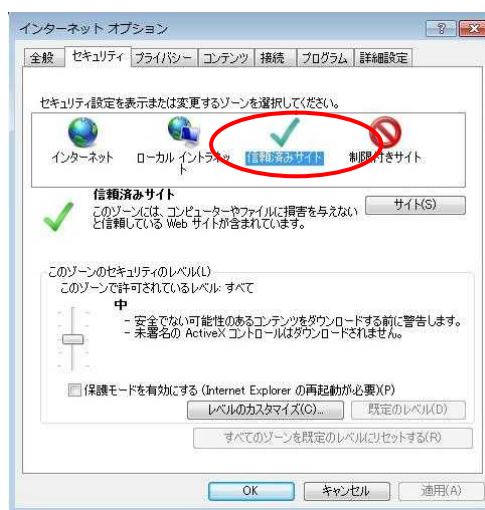 インターネット オプション
全般 セキュリティ プライバシー コンテンツ 接続 プログラム 詳細設定
セキュリティ設定を表示または変更するゾーンを選択してください。
インターネット ローカル イントラネット 信頼済みサイト 制限付きサイト
信頼済みサイト
このゾーンには、コンピューターやファイルに損害を与えない
と信頼している Web サイトが含まれています。
サイト(S)
このゾーンのセキュリティのレベル(L)
このゾーンで許可されているレベル: すべて
中
- 安全でない可能性のあるコンテンツをダウンロードする前に警告します。
- 未署名の ActiveX コントロールはダウンロードされません。
保護モードを有効にする (Internet Explorer の再起動が必要)(P)
レベルのカスタマイズ(C)... 既定のレベル(D)
すべてのゾーンを既定のレベルにリセットする(R)
OK キャンセル 適用(A)